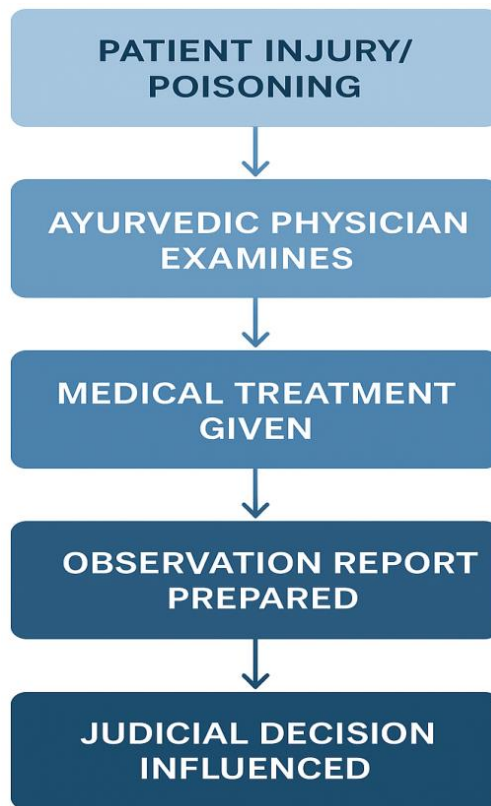 PATIENT INJURY/
POISONING
AYURVEDIC PHYSICIAN
EXAMINES
MEDICAL TREATMENT
GIVEN
OBSERVATION REPORT
PREPARED
JUDICIAL DECISION
INFLUENCED